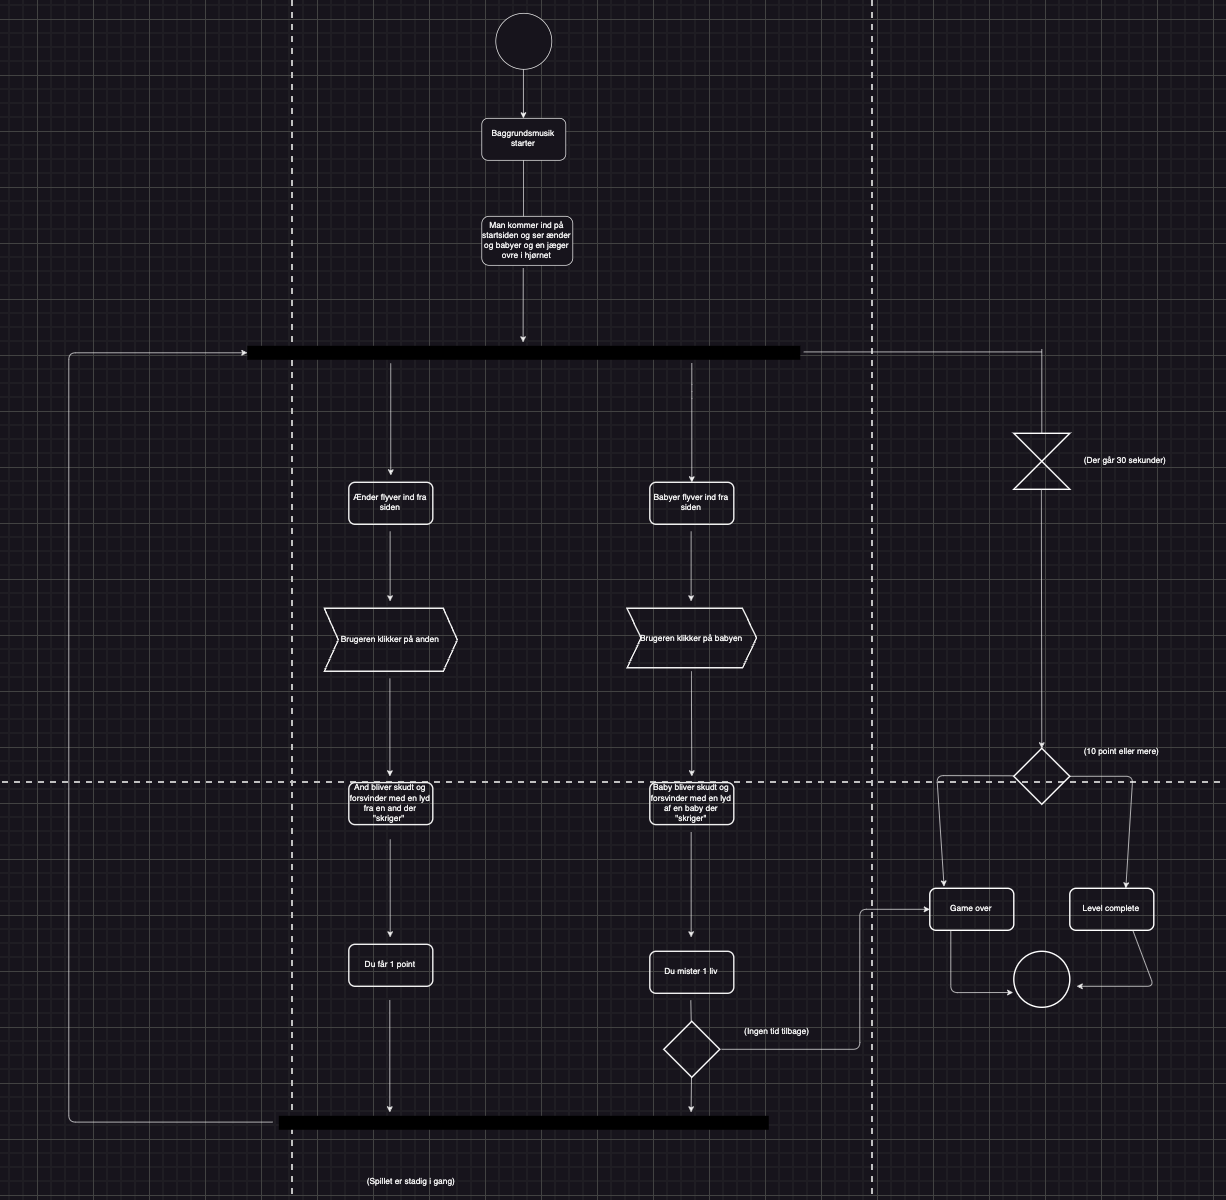 Baggrundsmusik
starter
Man kommer ind på
startsiden og ser ænder
og babyer og en jæger
ovre i hjørnet
(Der går 30 sekunder)
Ænder flyver ind fra
siden
Babyer flyver ind fra
siden
Brugeren klikker på anden
Brugeren klikker på babyen
(10 point eller mere)
And bliver skudt og
forsvinder med en lyd
fra en and der
"skriger"
Baby bliver skudt og
forsvinder med en lyd
af en baby der
"skriger"
Game over
Level complete
Du får 1 point
Du mister 1 liv
(Ingen tid tilbage)
(Spillet er stadig i gang)